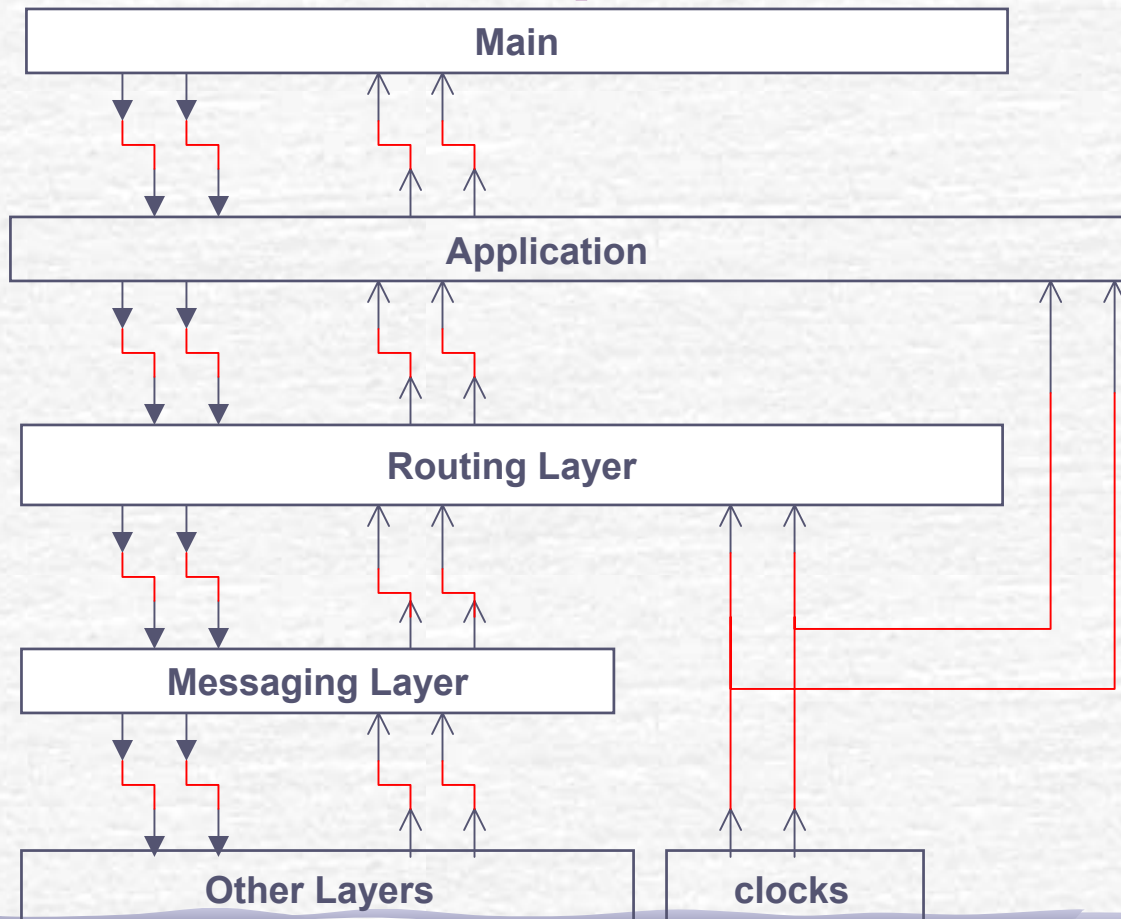 Main
Application
Routing Layer
Messaging Layer
Other Layers
clocks